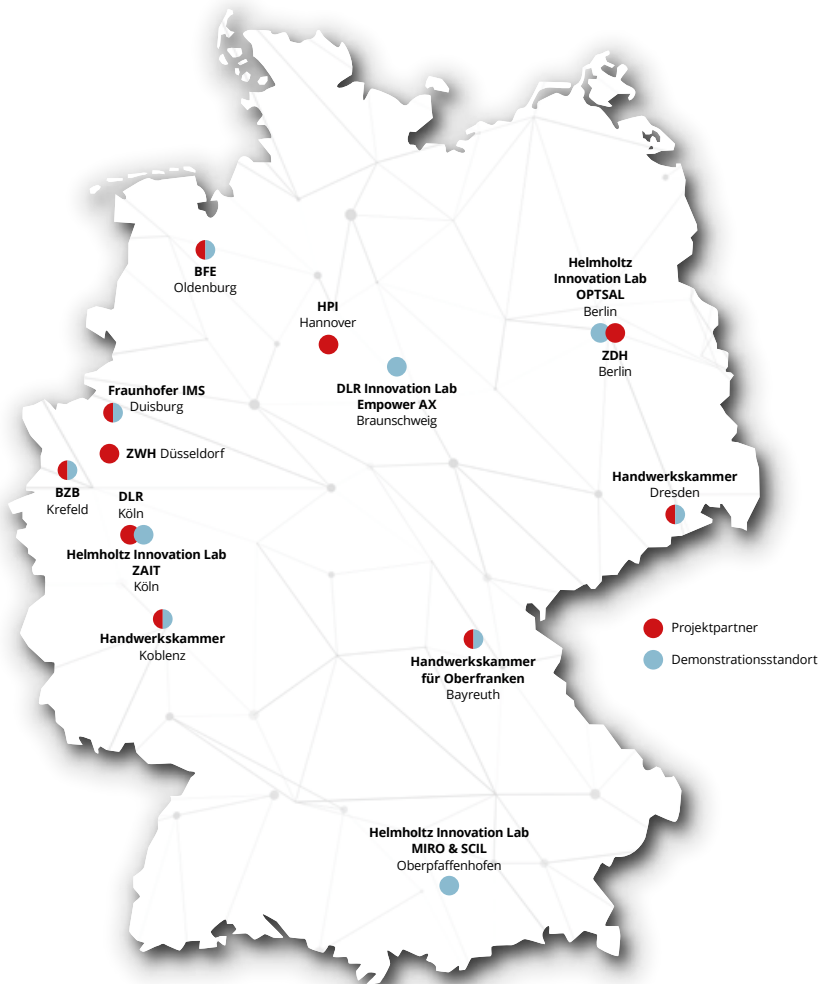 BFE
Oldenburg
HPI
Hannover
Helmholtz
Innovation Lab
OPTSAL
Berlin
ZDH
Berlin
DLR Innovation Lab
Empower AX
Braunschweig
Fraunhofer IMS
Duisburg
ZWH Düsseldorf
BZB
Krefeld
DLR
Köln
Helmholtz Innovation Lab
ZAIT
Köln
Handwerkskammer
Dresden
Handwerkskammer
Koblenz
Handwerkskammer
für Oberfranken
Bayreuth
Projektpartner
Demonstrationsstandort
Helmholtz Innovation Lab
MIRO & SCIL
Oberpfaffenhofen